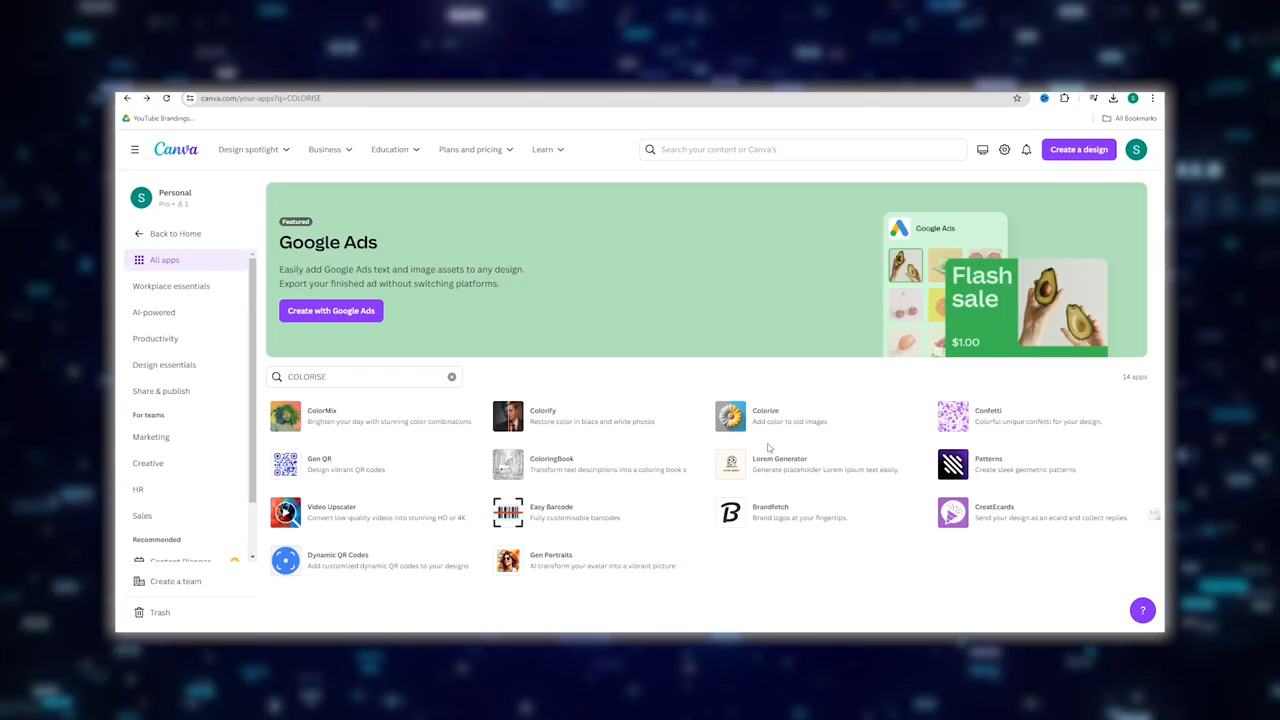 canva.com/your-apps?q=COLORISE
YouTube Brandings...
All Bookmarks
Canva
Design spotlight
Business
Education
Plans and pricing
Learn
Search your content or Canva's
Create a design
S
S
Personal
Pro • 1
Back to Home
All apps
Workplace essentials
AI-powered
Productivity
Design essentials
Share & publish
For teams
Marketing
Creative
HR
Sales
Recommended
Content Planner
Create a team
Trash
Featured
Google Ads
Easily add Google Ads text and image assets to any design.
Export your finished ad without switching platforms.
Create with Google Ads
Google Ads
Flash
sale
$1.00
COLORISE
14 apps
ColorMix
Brighten your day with stunning color combinations
Colorify
Restore color in black and white photos
Colorize
Add color to old images
Confetti
Colorful unique confetti for your design.
Gen QR
Design vibrant QR codes
ColoringBook
Transform text descriptions into a coloring book s
Lorem Generator
Generate placeholder Lorem Ipsum text easily.
Patterns
Create sleek geometric patterns
Video Upscaler
Convert low-quality videos into stunning HD or 4K
Easy Barcode
Fully customisable barcodes
B
Brandfetch
Brand logos at your fingertips.
CreatEcards
Send your design as an ecard and collect replies.
Dynamic QR Codes
Add customized dynamic QR codes to your designs
Gen Portraits
AI transform your avatar into a vibrant picture
?